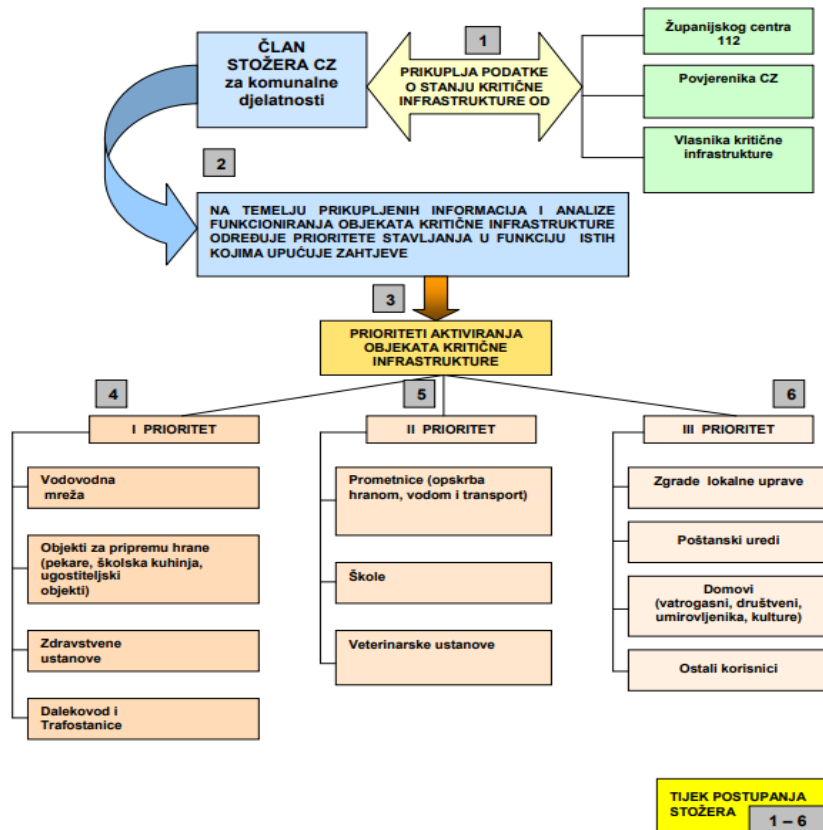 ČLAN
STOŽERA CZ
za komunalne
djelatnosti
1
PRIKUPLJA PODATKE
O STANJU KRITIČNE
INFRASTRUKTURE OD
Županijskog centra
112
Povjerenika CZ
Vlasnika kritične
infrastrukture
2
NA TEMELJU PRIKUPLJENIH INFORMACIJA I ANALIZE
FUNKCIONIRANJA OBJEKATA KRITIČNE INFRASTRUKTURE
ODREĐUJE PRIORITETE STAVLJANJA U FUNKCIJU ISTIH
KOJIMA UPUĆUJE ZAHTJEVE
3
PRIORITETI AKTIVIRANJA
OBJEKATA KRITIČNE
INFRASTRUKTURE
4
I PRIORITET
Vodovodna
mreža
Objekti za pripremu hrane
(pekare, školska kuhinja,
ugostiteljski
objekti)
Zdravstvene
ustanove
Dalekovod i
Trafostanice
5
II PRIORITET
Prometnice (opskrba
hranom, vodom i transport)
Škole
Veterinarske ustanove
6
III PRIORITET
Zgrade lokalne uprave
Poštanski uredi
Domovi
(vatrogasni, društveni,
umirovljenika, kulture)
Ostali korisnici
TIJEK POSTUPANJA
STOŽERA
1 – 6